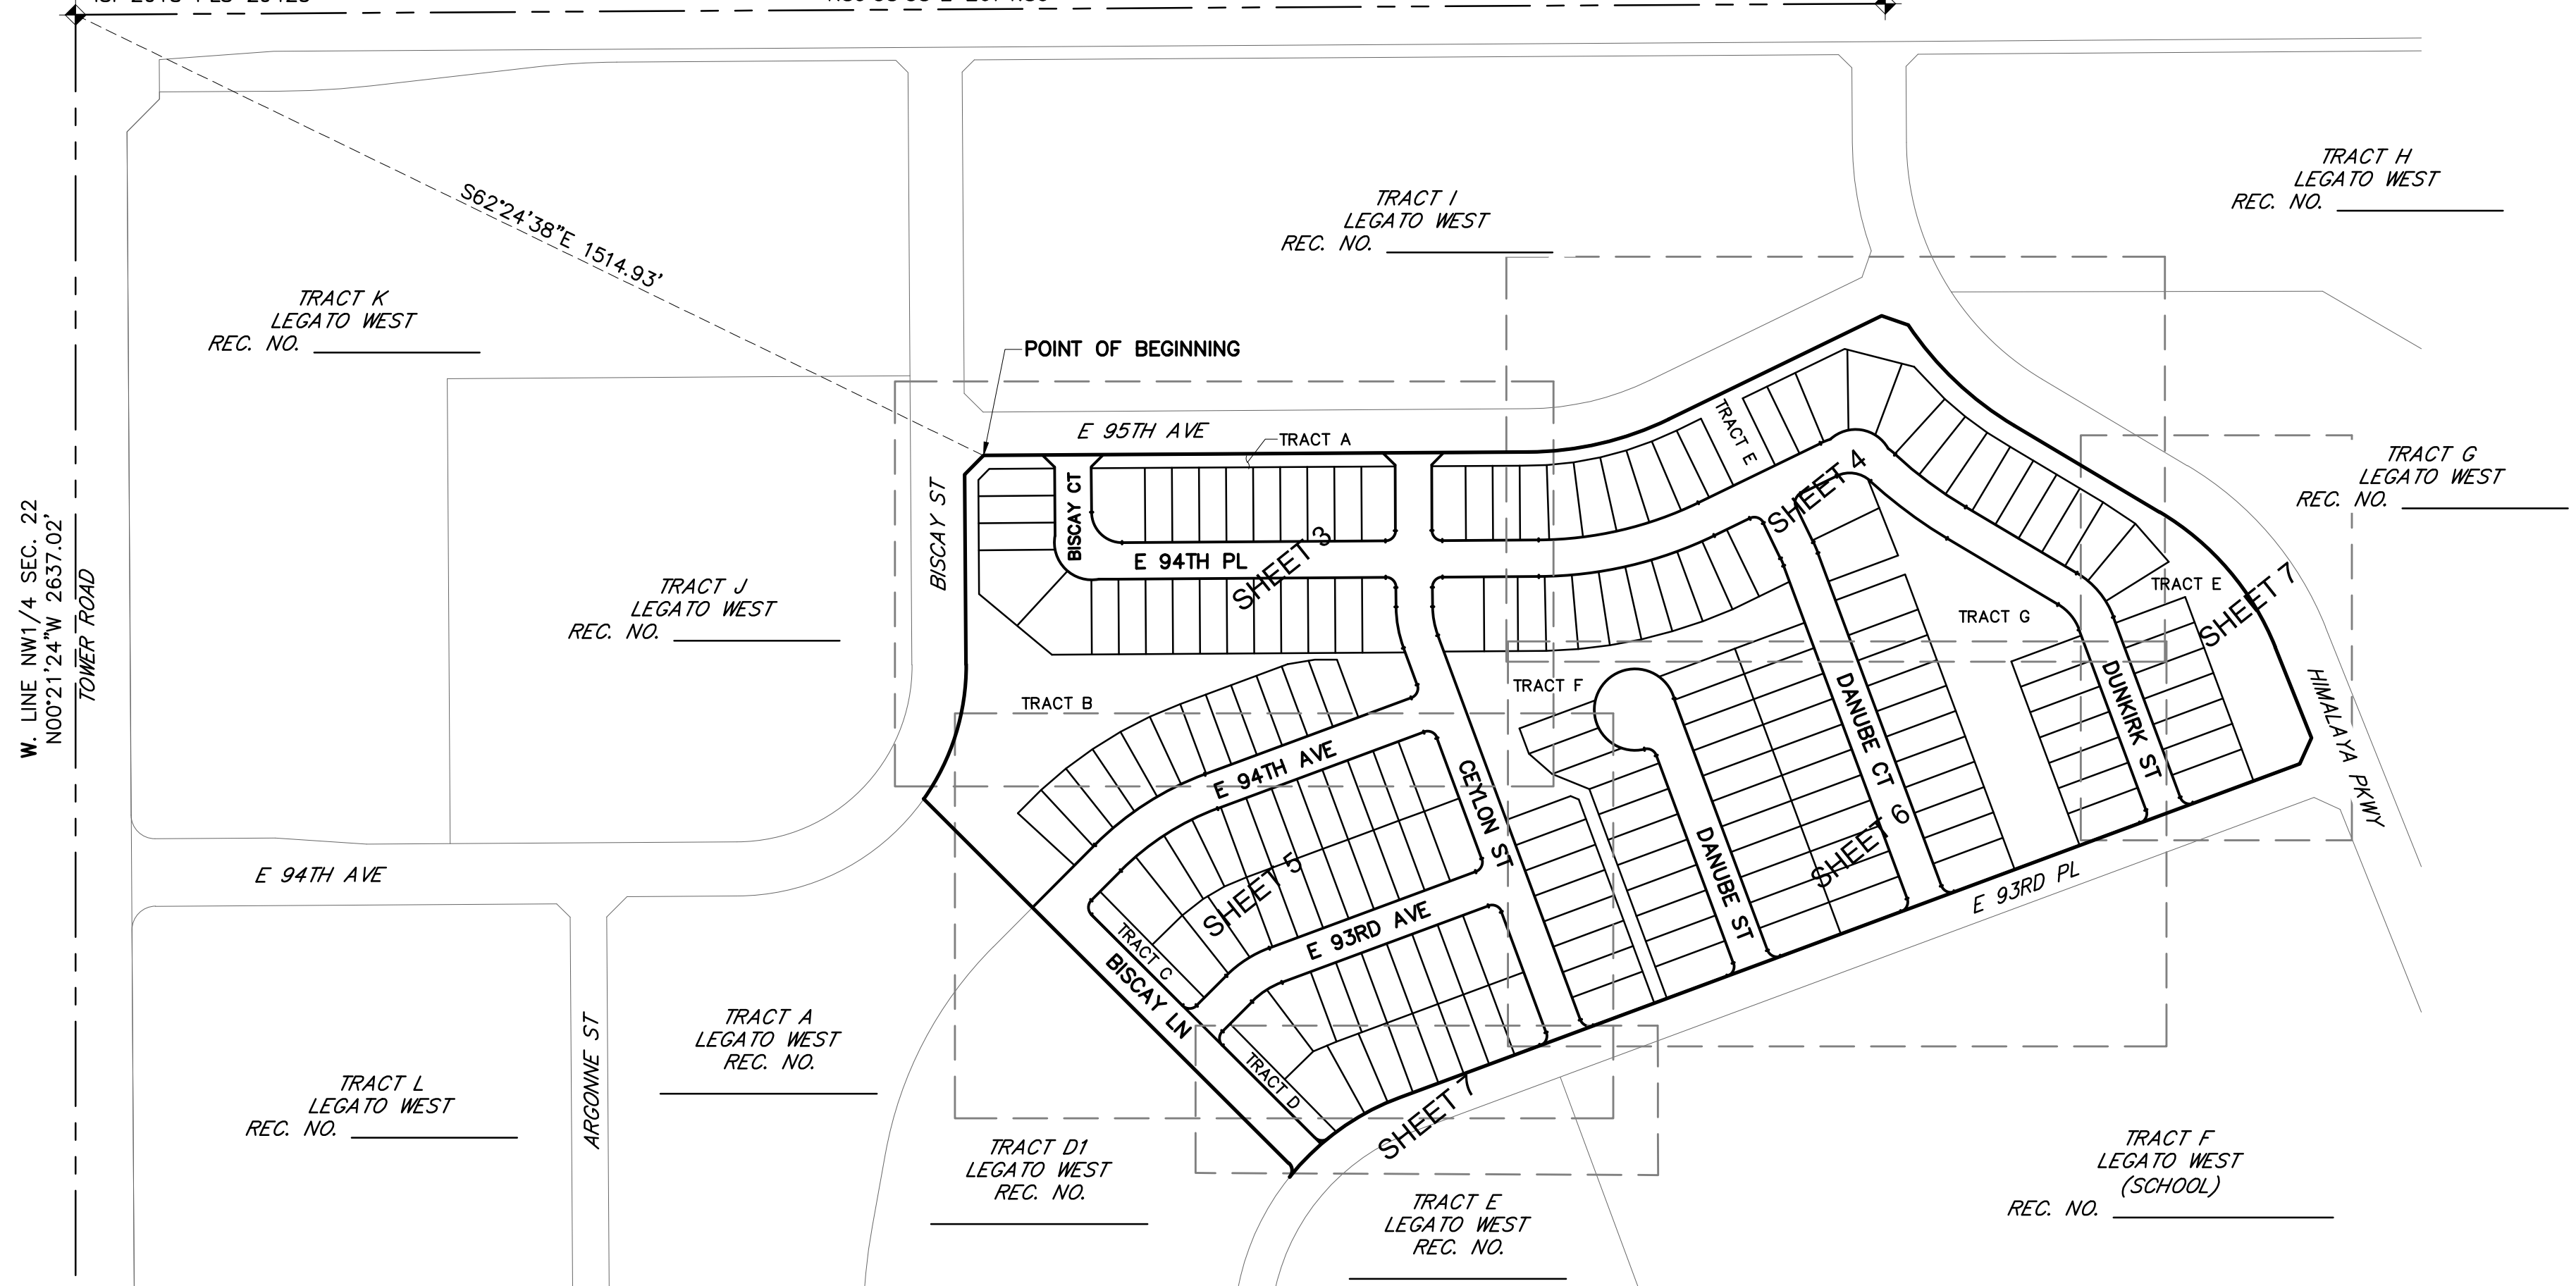 TRACT H
LEGATO WEST
REC. NO.
TRACT I
LEGATO WEST
REC. NO.
S62°24'38"E 1514.93'
TRACT K
LEGATO WEST
REC. NO.
POINT OF BEGINNING
E 95TH AVE
TRACT A
TRACT E
TRACT G
LEGATO WEST
REC. NO.
BISCAY ST
BISCAY CT
E 94TH PL
SHEET 3
SHEET 4
W. LINE NW1/4 SEC. 22
N00°21'24"W 2637.02'
TOWER ROAD
TRACT J
LEGATO WEST
REC. NO.
TRACT E
TRACT G
SHEET 7
TRACT B
TRACT F
DANUBE CT
DUNKIRK ST
HIMALAYA PKWY
E 94TH AVE
CEYLON ST
SHEET 5
SHEET 6
DANUBE ST
E 94TH AVE
E 93RD PL
E 93RD AVE
TRACT C
BISCAY LN
TRACT D
SHEET 7
ARGONNE ST
TRACT A
LEGATO WEST
REC. NO.
TRACT L
LEGATO WEST
REC. NO.
TRACT D1
LEGATO WEST
REC. NO.
TRACT E
LEGATO WEST
REC. NO.
TRACT F
LEGATO WEST
(SCHOOL)
REC. NO.